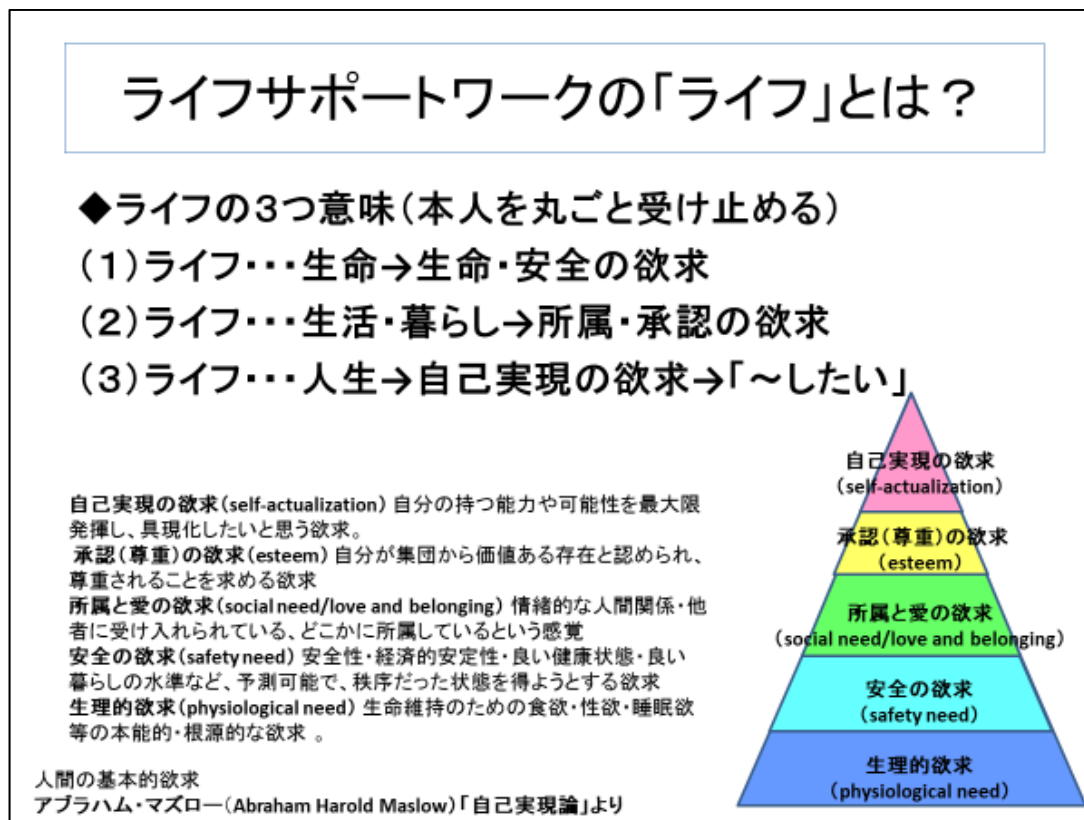 ライフサポートワークの「ライフ」とは？
◆ライフの３つ意味（本人を丸ごと受け止める）
（１）ライフ・・・生命→生命・安全の欲求
（２）ライフ・・・生活・暮らし→所属・承認の欲求
（３）ライフ・・・人生→自己実現の欲求→「～したい」
自己実現の欲求（self-actualization）自分の持つ能力や可能性を最大限
発揮し、具現化したいと思う欲求。
承認（尊重）の欲求（esteem）自分が集団から価値ある存在と認められ、
尊重されることを求める欲求
所属と愛の欲求（social need/love and belonging）情緒的な人間関係・他
者に受け入れられている、どこかに所属しているという感覚
安全の欲求（safety need）安全性・経済的安定性・良い健康状態・良い
暮らしの水準など、予測可能で、秩序だった状態を得ようとする欲求
生理的欲求（physiological need）生命維持のための食欲・性欲・睡眠欲
等の本能的・根源的な欲求 。
人間の基本的欲求
アブラハム・マズロー（Abraham Harold Maslow）「自己実現論」より
自己実現の欲求
（self-actualization）
承認（尊重）の欲求
（esteem）
所属と愛の欲求
（social need/love and belonging）
安全の欲求
（safety need）
生理的欲求
（physiological need）